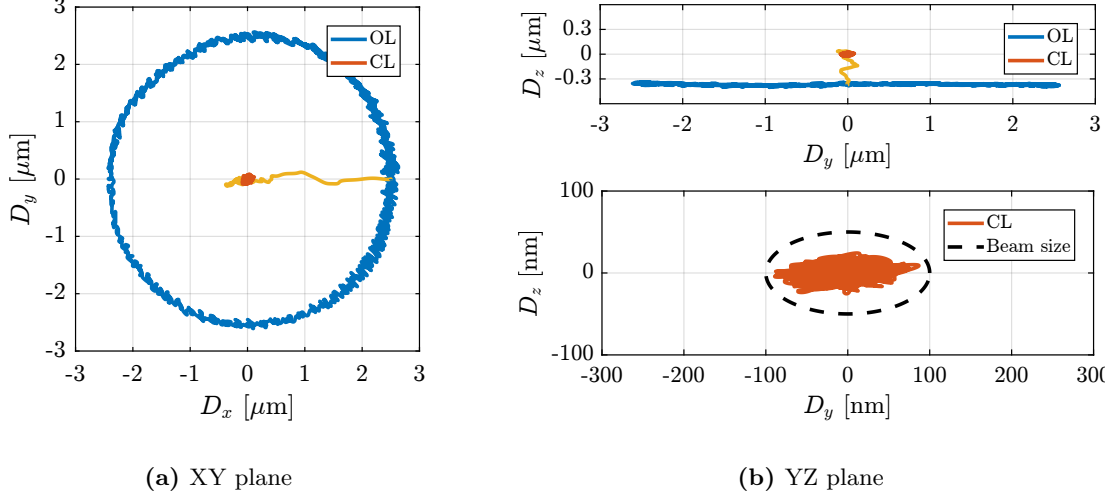 3
2
1
0
-1
-2
-3
D_y [μm]
OL
CL
-3 -2 -1 0 1 2 3
D_x [μm]
(a) XY plane
0.3
0
-0.3
D_z [μm]
OL
CL
-3 -2 -1 0 1 2 3
D_y [μm]
100
0
-100
D_z [nm]
CL
Beam size
-300 -200 -100 0 100 200 300
D_y [nm]
(b) YZ plane